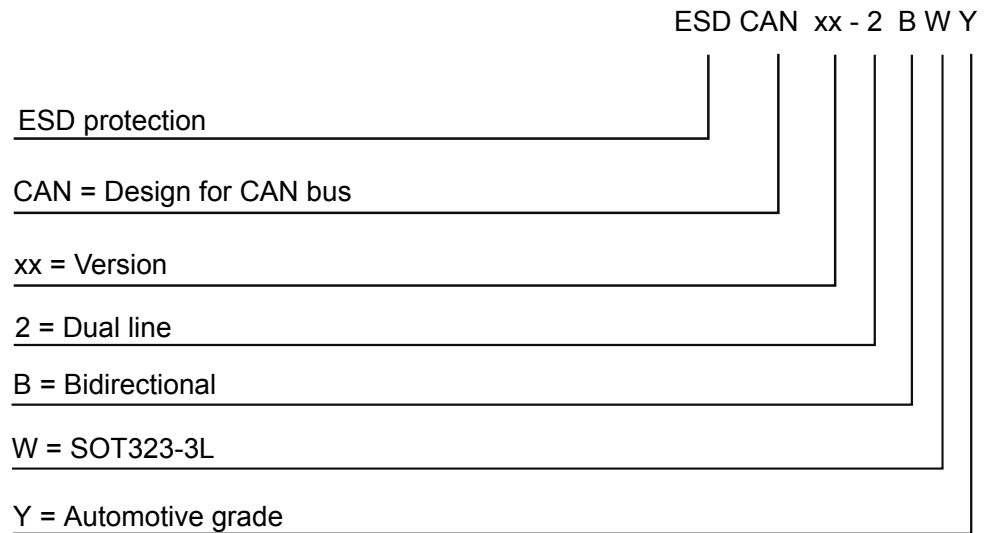 ESD CAN xx - 2 B W Y
ESD protection
CAN = Design for CAN bus
xx = Version
2 = Dual line
B = Bidirectional
W = SOT323-3L
Y = Automotive grade